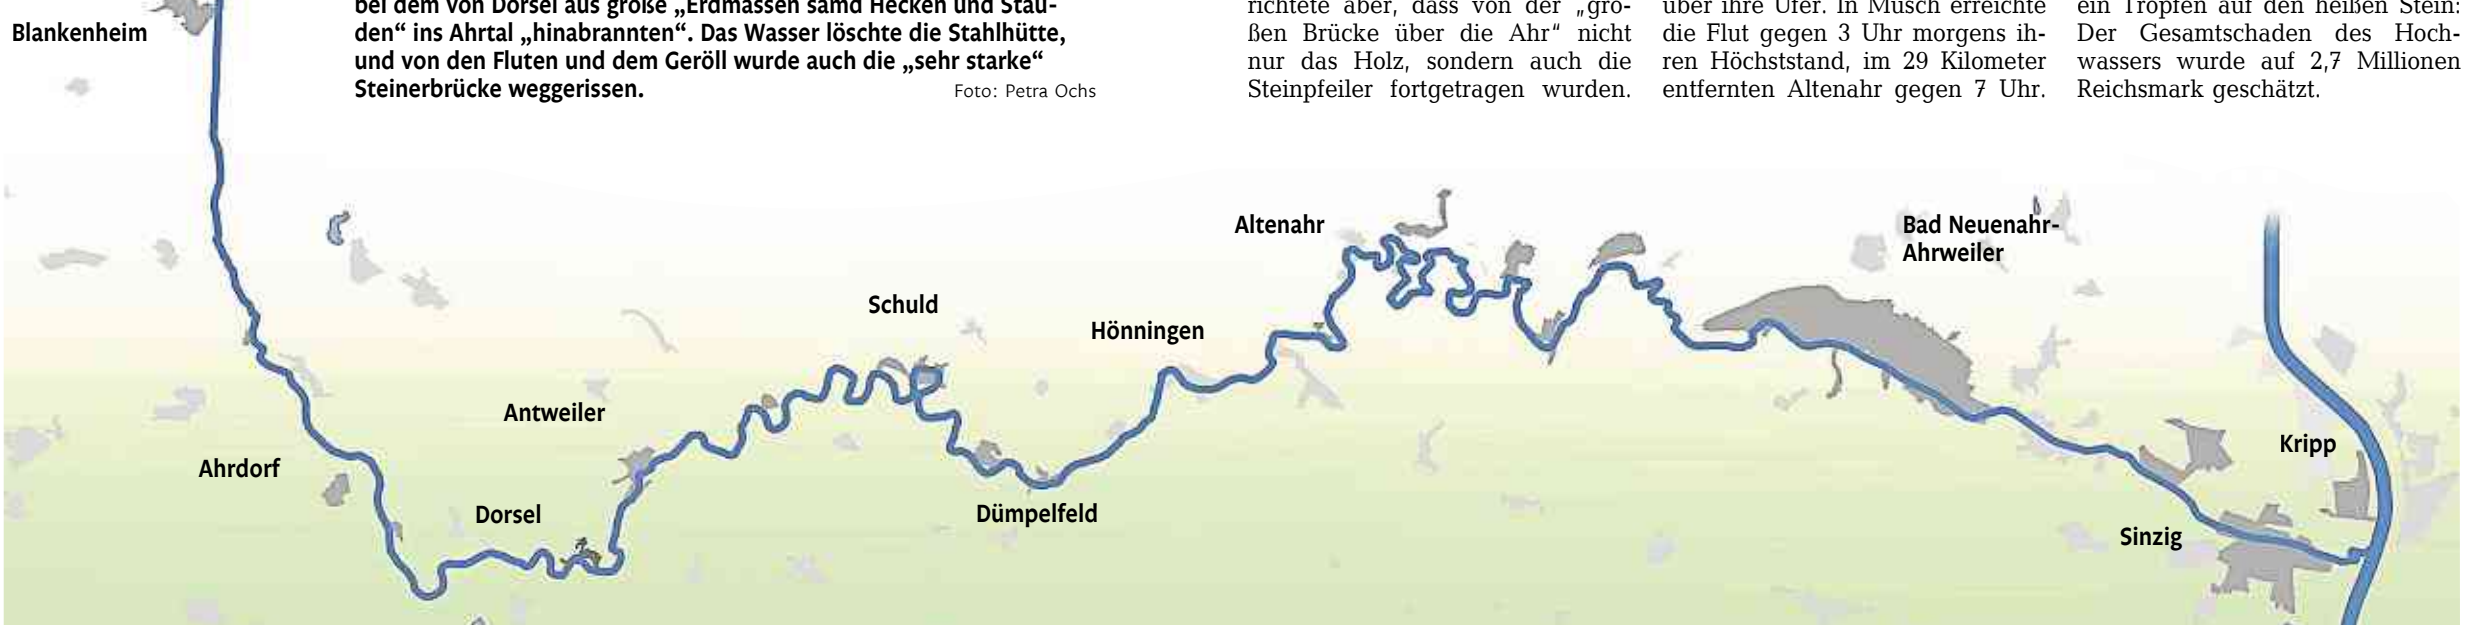 bei dem von Dorsel aus große „Erdmassen samd Hecken und Stau-
den“ ins Ahrtal „hinabrannten“. Das Wasser löschte die Stahlhütte,
und von den Fluten und dem Geröll wurde auch die „sehr starke“
Steinerbrücke weggerissen.
Foto: Petra Ochs
richtete aber, dass von der „gro-
ßen Brücke über die Ahr“ nicht
nur das Holz, sondern auch die
Steinpfeiler fortgetragen wurden.
über ihre Ufer. In Müsch erreichte
die Flut gegen 3 Uhr morgens ih-
ren Höchststand, im 29 Kilometer
entfernten Altenahr gegen 7 Uhr.
ein Tropfen auf den heißen Stein:
Der Gesamtschaden des Hoch-
wassers wurde auf 2,7 Millionen
Reichsmark geschätzt.
Blankenheim
Altenahr
Bad Neuenahr-
Ahrweiler
Schuld
Hönningen
Antweiler
Ahrdorf
Kripp
Dorsel
Dümpelfeld
Sinzig